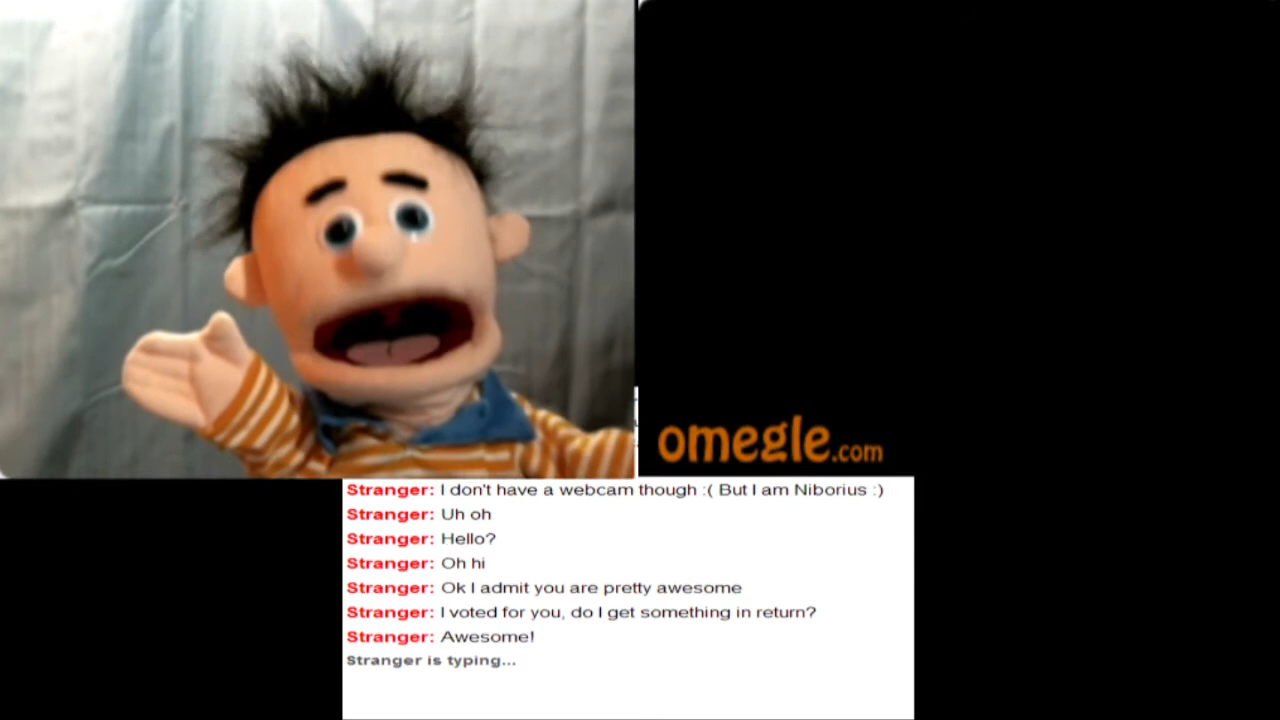 omegle.com
Stranger: I don't have a webcam though :( But I am Niborius :)
Stranger: Uh oh
Stranger: Hello?
Stranger: Oh hi
Stranger: Ok I admit you are pretty awesome
Stranger: I voted for you, do I get something in return?
Stranger: Awesome!
Stranger is typing...